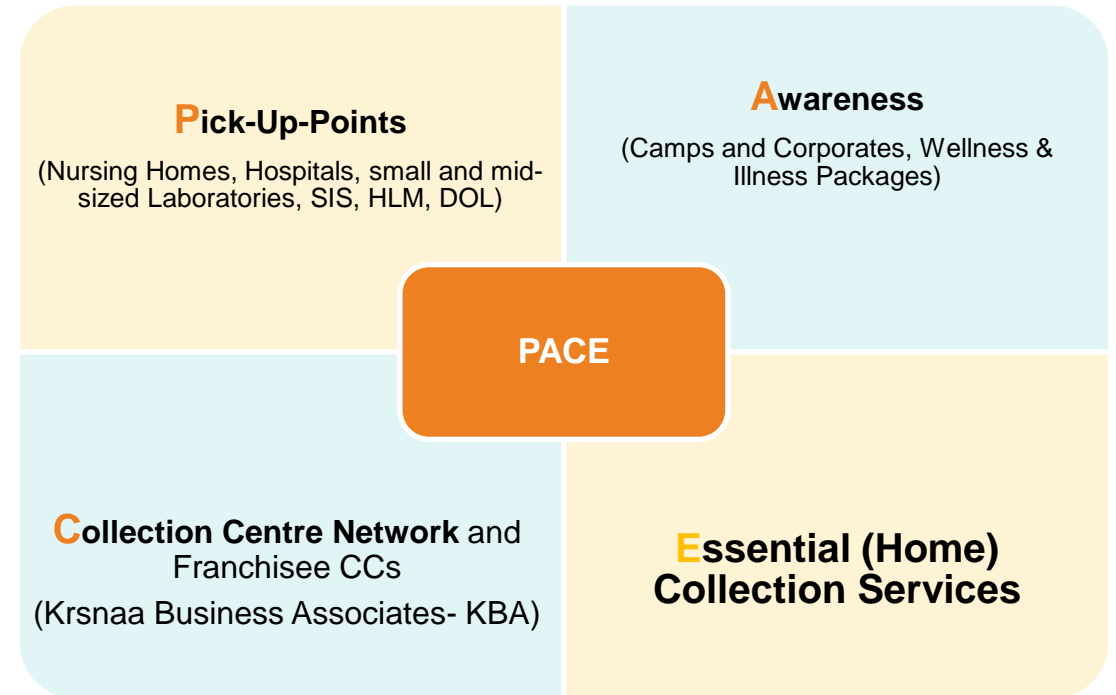 Pick-Up-Points
(Nursing Homes, Hospitals, small and mid-
sized Laboratories, SIS, HLM, DOL)
Awareness
(Camps and Corporates, Wellness &
Illness Packages)
PACE
Collection Centre Network and
Franchisee CCs
(Krsnaa Business Associates- KBA)
Essential (Home)
Collection Services